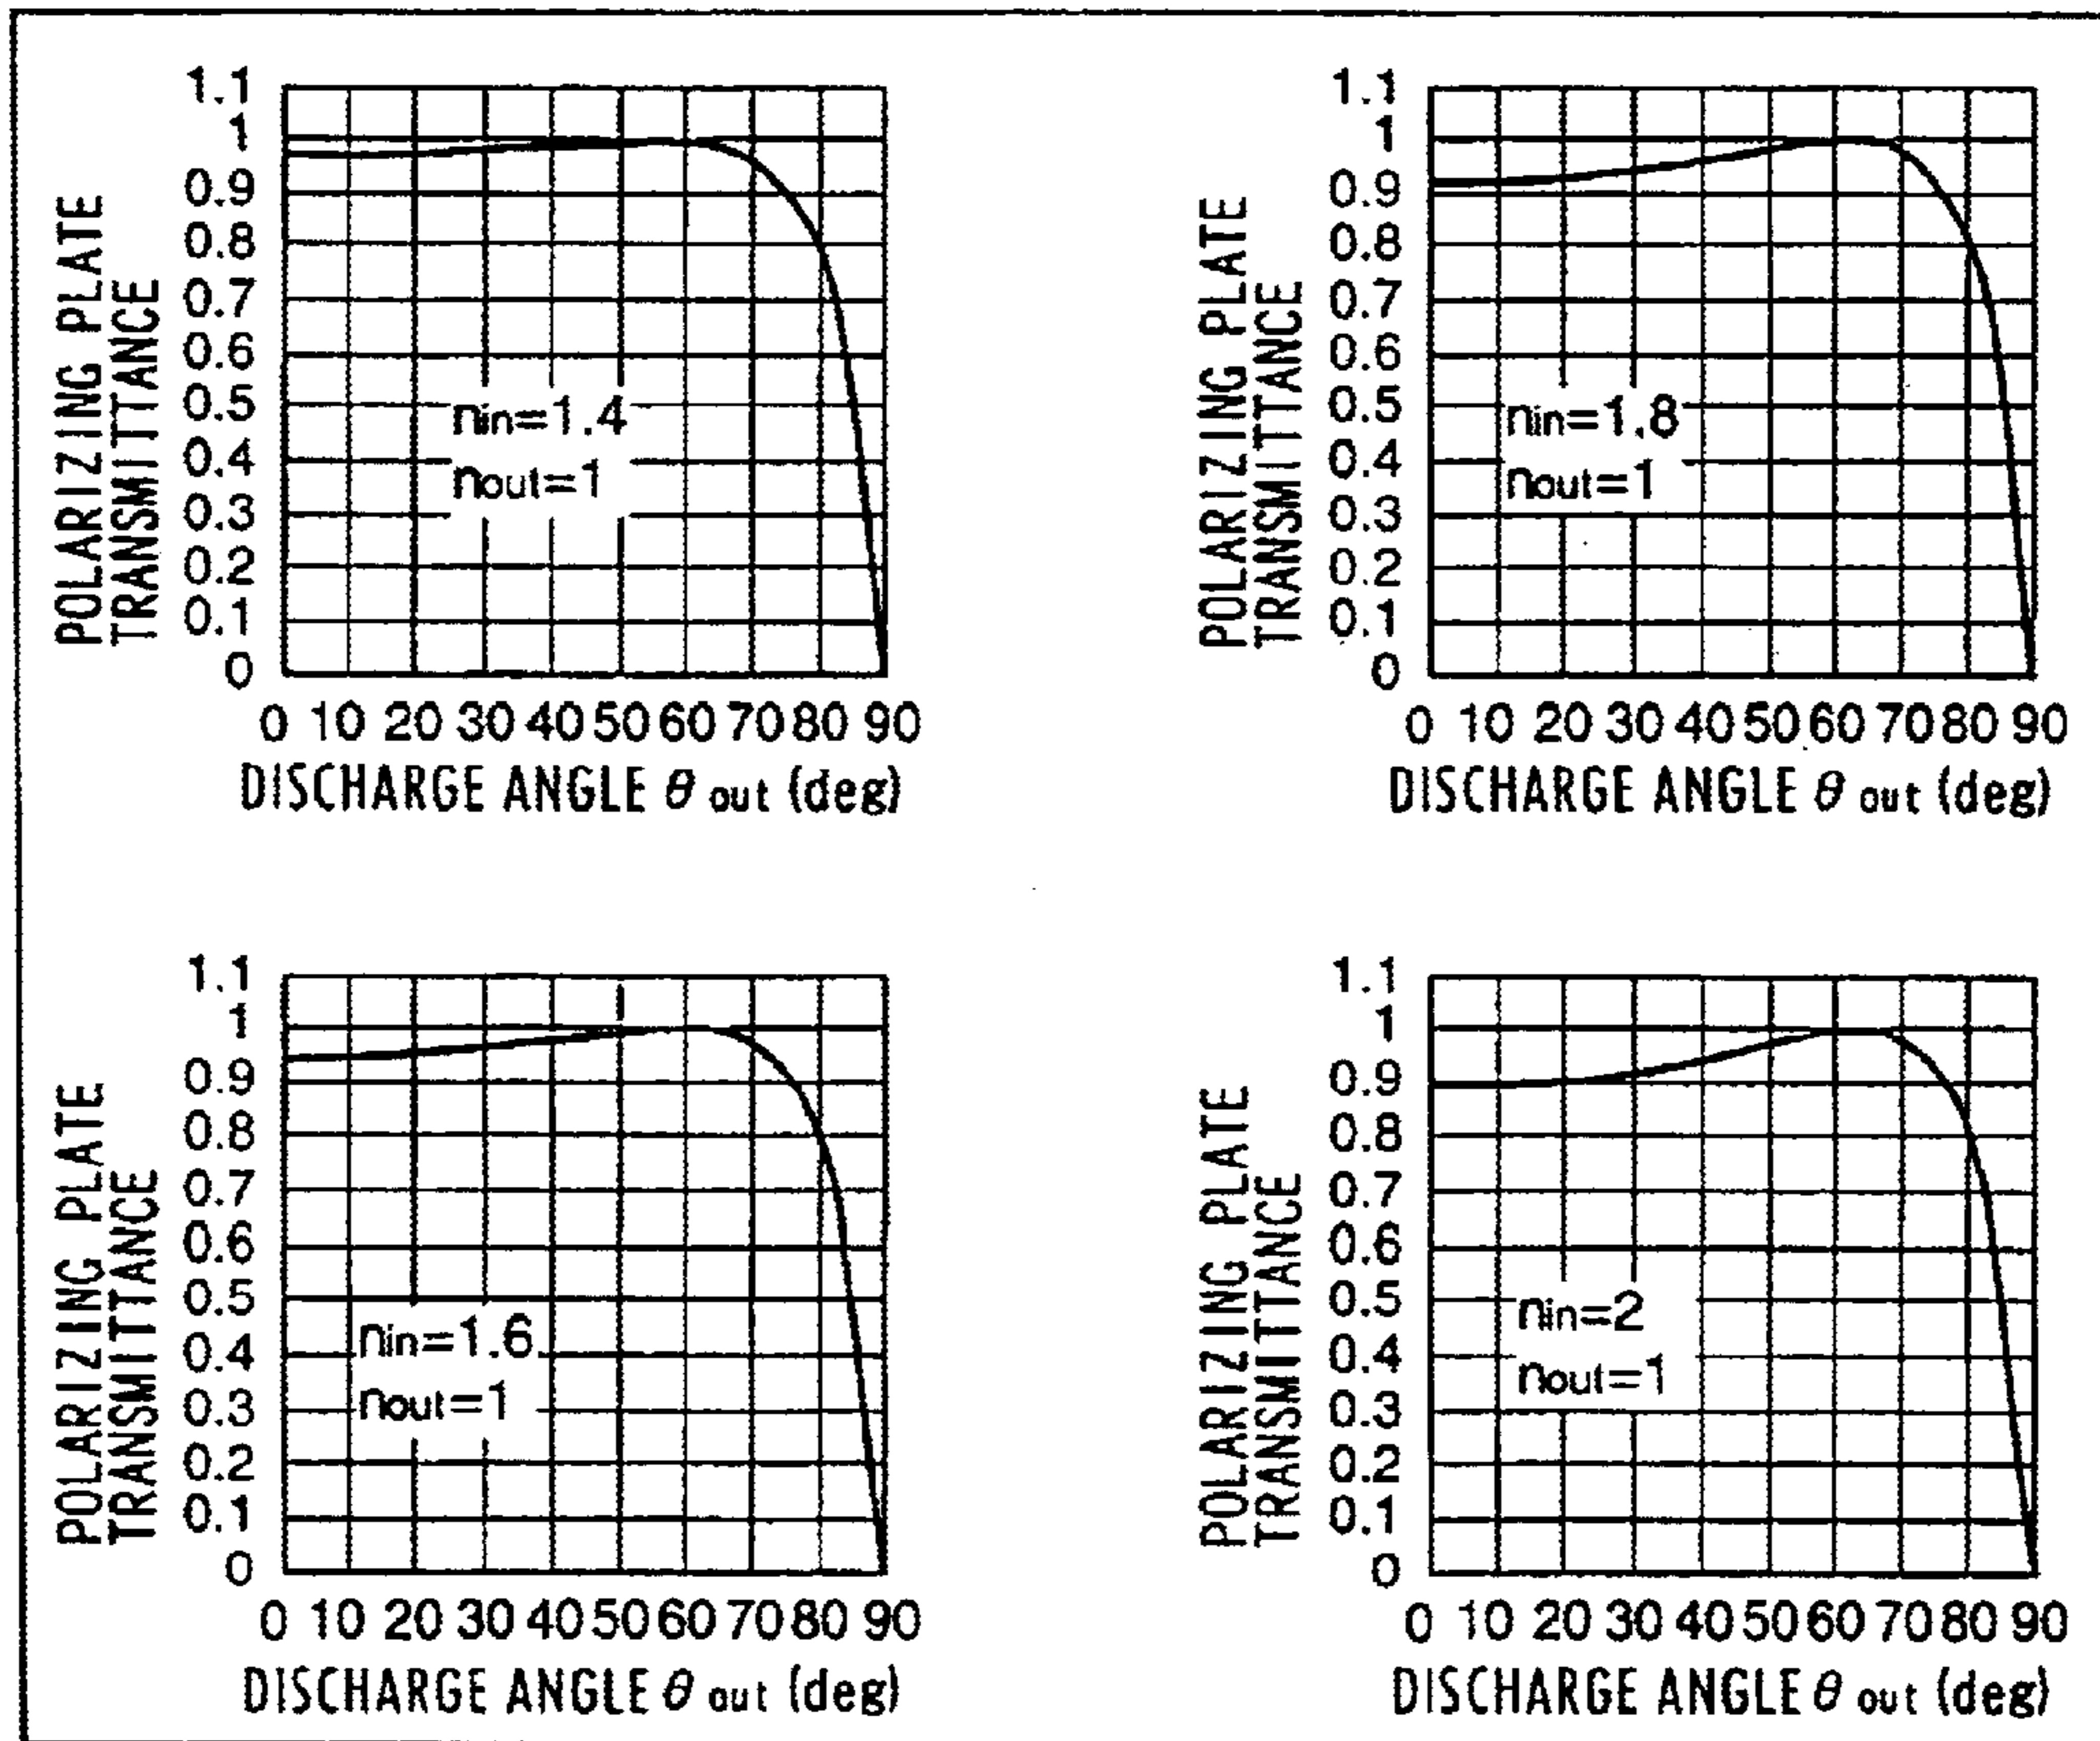 POLARIZING PLATE
TRANSMITTANCE
1.1
1
0.9
0.8
0.7
0.6
0.5
0.4
0.3
0.2
0.1
0
nin=1.4
nout=1
0 10 20 30 40 50 60 70 80 90
DISCHARGE ANGLE θ out (deg)
POLARIZING PLATE
TRANSMITTANCE
1.1
1
0.9
0.8
0.7
0.6
0.5
0.4
0.3
0.2
0.1
0
nin=1.8
nout=1
0 10 20 30 40 50 60 70 80 90
DISCHARGE ANGLE θ out (deg)
POLARIZING PLATE
TRANSMITTANCE
1.1
1
0.9
0.8
0.7
0.6
0.5
0.4
0.3
0.2
0.1
0
nin=1.6
nout=1
0 10 20 30 40 50 60 70 80 90
DISCHARGE ANGLE θ out (deg)
POLARIZING PLATE
TRANSMITTANCE
1.1
1
0.9
0.8
0.7
0.6
0.5
0.4
0.3
0.2
0.1
0
nin=2
nout=1
0 10 20 30 40 50 60 70 80 90
DISCHARGE ANGLE θ out (deg)